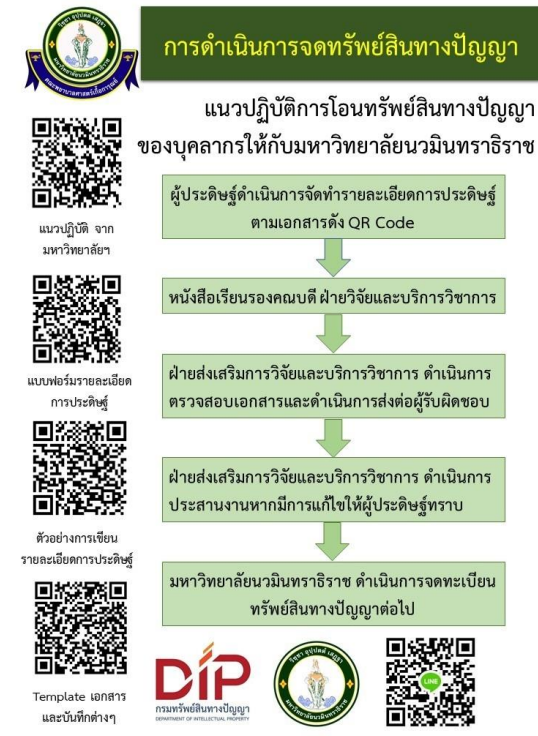 การดำเนินการจดทรัพย์สินทางปัญญา
แนวปฏิบัติการโอนทรัพย์สินทางปัญญา
ของบุคลากรให้กับมหาวิทยาลัยนวมินทราธิราช
แนวปฏิบัติ จาก
มหาวิทยาลัยฯ
แบบฟอร์มรายละเอียด
การประดิษฐ์
ตัวอย่างการเขียน
รายละเอียดการประดิษฐ์
Template เอกสาร
และบันทึกต่างๆ
ผู้ประดิษฐ์ดำเนินการจัดทำรายละเอียดการประดิษฐ์
ตามเอกสารดัง QR Code
หนังสือเรียนรองคณบดี ฝ่ายวิจัยและบริการวิชาการ
ฝ่ายส่งเสริมการวิจัยและบริการวิชาการ ดำเนินการ
ตรวจสอบเอกสารและดำเนินการส่งต่อผู้รับผิดชอบ
ฝ่ายส่งเสริมการวิจัยและบริการวิชาการ ดำเนินการ
ประสานงานหากมีการแก้ไขให้ผู้ประดิษฐ์ทราบ
มหาวิทยาลัยนวมินทราธิราช ดำเนินการจดทะเบียน
ทรัพย์สินทางปัญญาต่อไป
DIP
กรมทรัพย์สินทางปัญญา
DEPARTMENT OF INTELLECTUAL PROPERTY
LINE